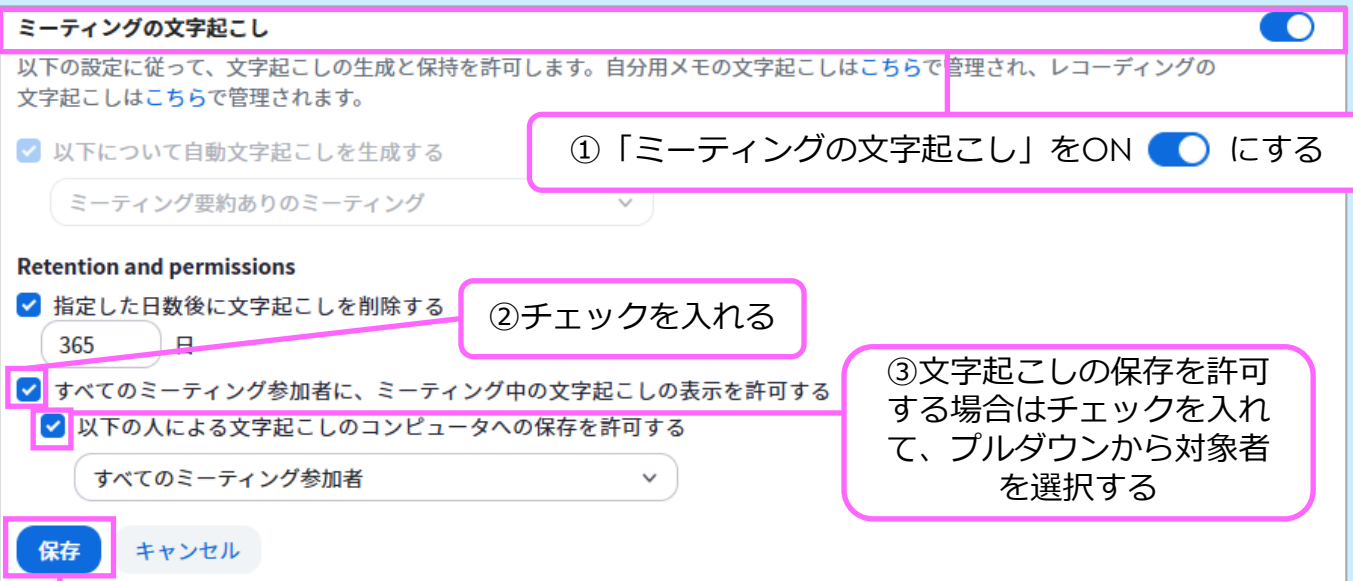 ミーティングの文字起こし
以下の設定に従って、文字起こしの生成と保持を許可します。自分用メモの文字起こしはこちらで管理され、レコーディングの
文字起こしはこちらで管理されます。
①「ミーティングの文字起こし」をON にする
以下について自動文字起こしを生成する
ミーティング要約ありのミーティング
Retention and permissions
指定した日数後に文字起こしを削除する
②チェックを入れる
365 日
すべてのミーティング参加者に、ミーティング中の文字起こしの表示を許可する
以下の人による文字起こしのコンピュータへの保存を許可する
すべてのミーティング参加者
③文字起こしの保存を許可
する場合はチェックを入れ
て、プルダウンから対象者
を選択する
保存 キャンセル